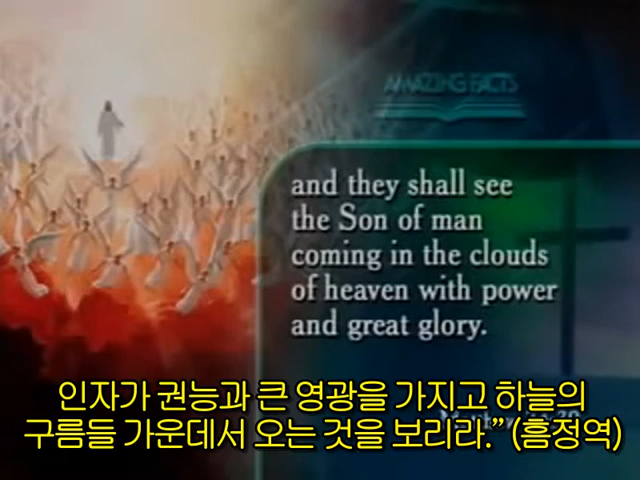 AMAZING FACTS
and they shall see
the Son of man
coming in the clouds
of heaven with power
and great glory.
인자가 권능과 큰 영광을 가지고 하늘의
구름들 가운데서 오는 것을 보리라.” (흠정역)